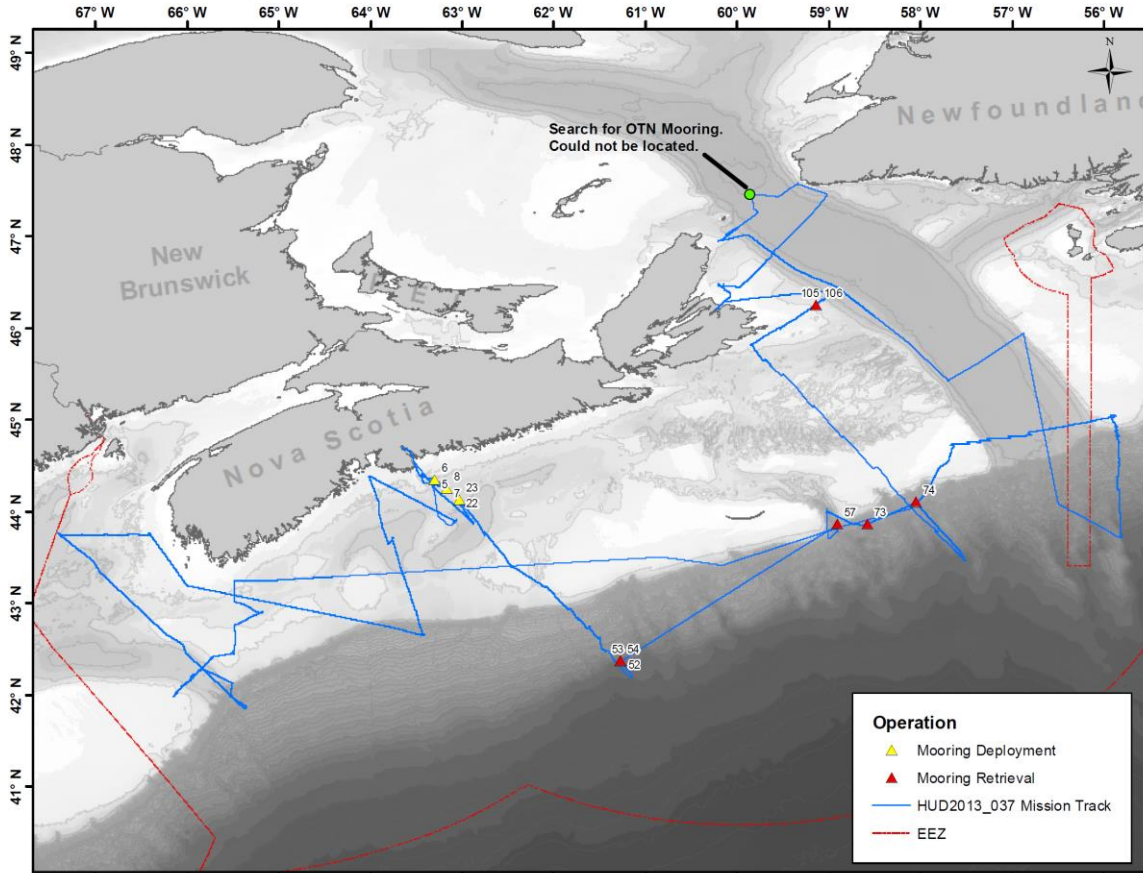 67° W 66° W 65° W 64° W 63° W 62° W 61° W 60° W 59° W 58° W 57° W 56° W
49° N
48° N
47° N
46° N
45° N
44° N
43° N
42° N
41° N
N
Newfoundland
Search for OTN Mooring.
Could not be located.
New
Brunswick
P E I
105 106
Nova Scotia
6
8
5
7
23
22
74
57
73
53 54
52
Operation
Mooring Deployment
Mooring Retrieval
HUD2013_037 Mission Track
EEZ